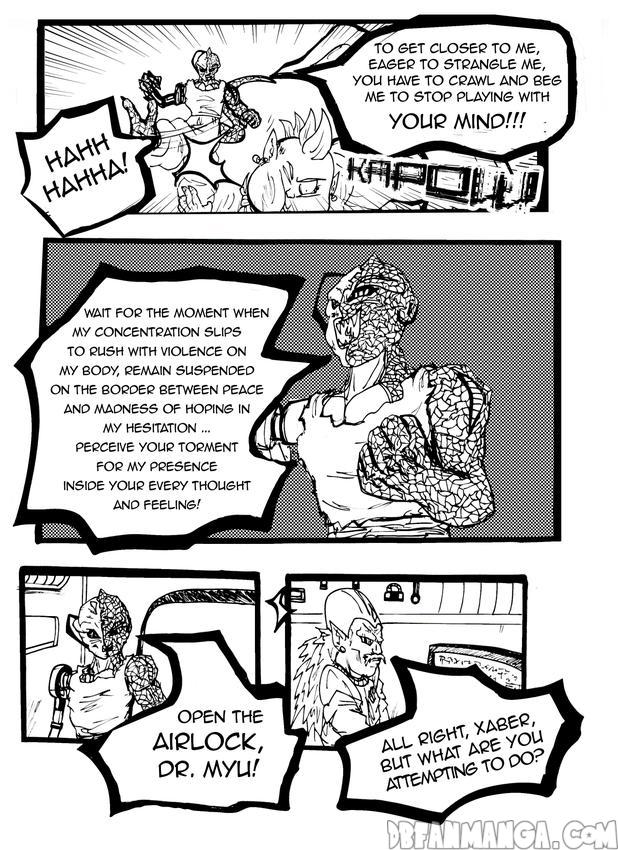 TO GET CLOSER TO ME,
EAGER TO STRANGLE ME,
YOU HAVE TO CRAWL AND BEG
ME TO STOP PLAYING WITH
YOUR MIND!!!
HAHH
HAHHA!
WAIT FOR THE MOMENT WHEN
MY CONCENTRATION SLIPS
TO RUSH WITH VIOLENCE ON
MY BODY, REMAIN SUSPENDED
ON THE BORDER BETWEEN PEACE
AND MADNESS OF HOPING IN
MY HESITATION ...
PERCEIVE YOUR TORMENT
FOR MY PRESENCE
INSIDE YOUR EVERY THOUGHT
AND FEELING!
OPEN THE
AIRLOCK,
DR. MYU!
ALL RIGHT, XABER,
BUT WHAT ARE YOU
ATTEMPTING TO DO?
DBFANMANGA.COM